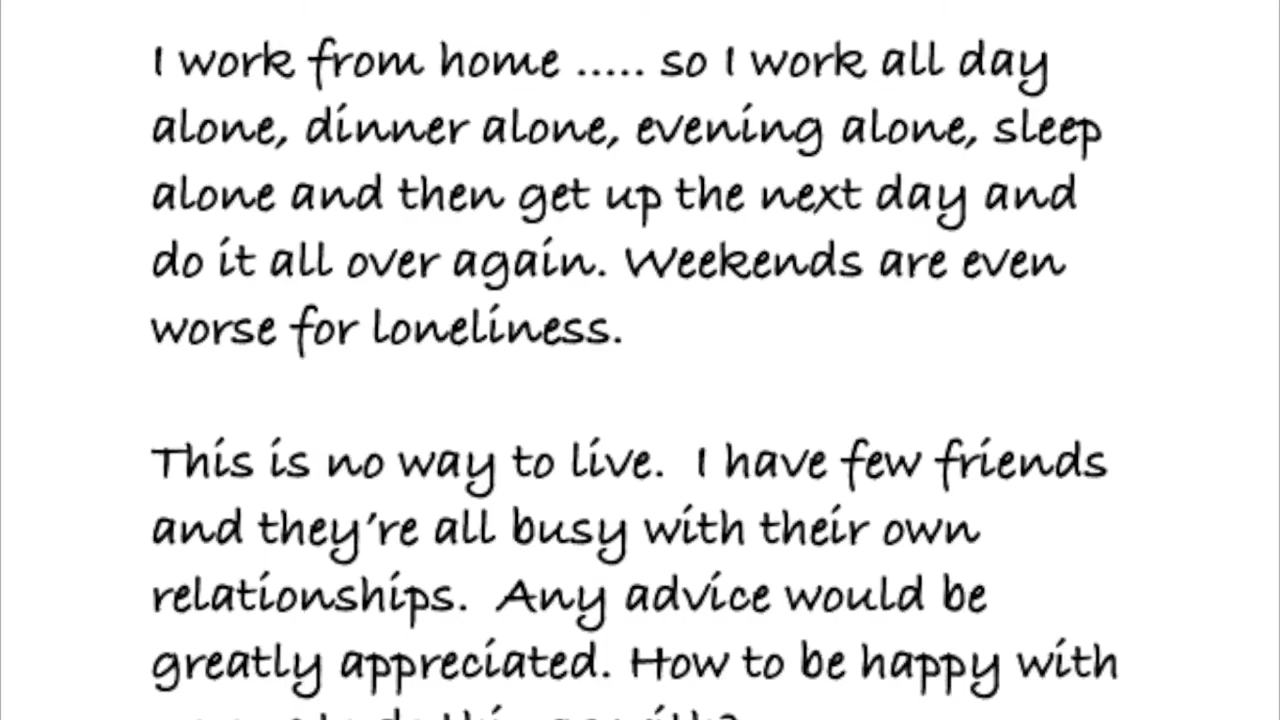 I work from home ..... so I work all day
alone, dinner alone, evening alone, sleep
alone and then get up the next day and
do it all over again. Weekends are even
worse for loneliness.
This is no way to live.  I have few friends
and they're all busy with their own
relationships.  Any advice would be
greatly appreciated. How to be happy with